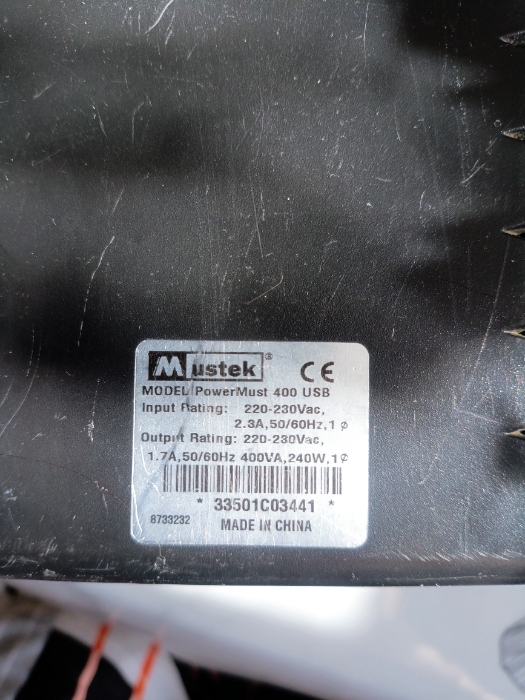 Mustek® CE
MODEL PowerMust 400 USB
Input Rating: 220-230Vac,
2.3A,50/60Hz,1 ø
Output Rating: 220-230Vac,
1.7A,50/60Hz 400VA,240W,1ø
* 33501C03441 *
8733232 MADE IN CHINA